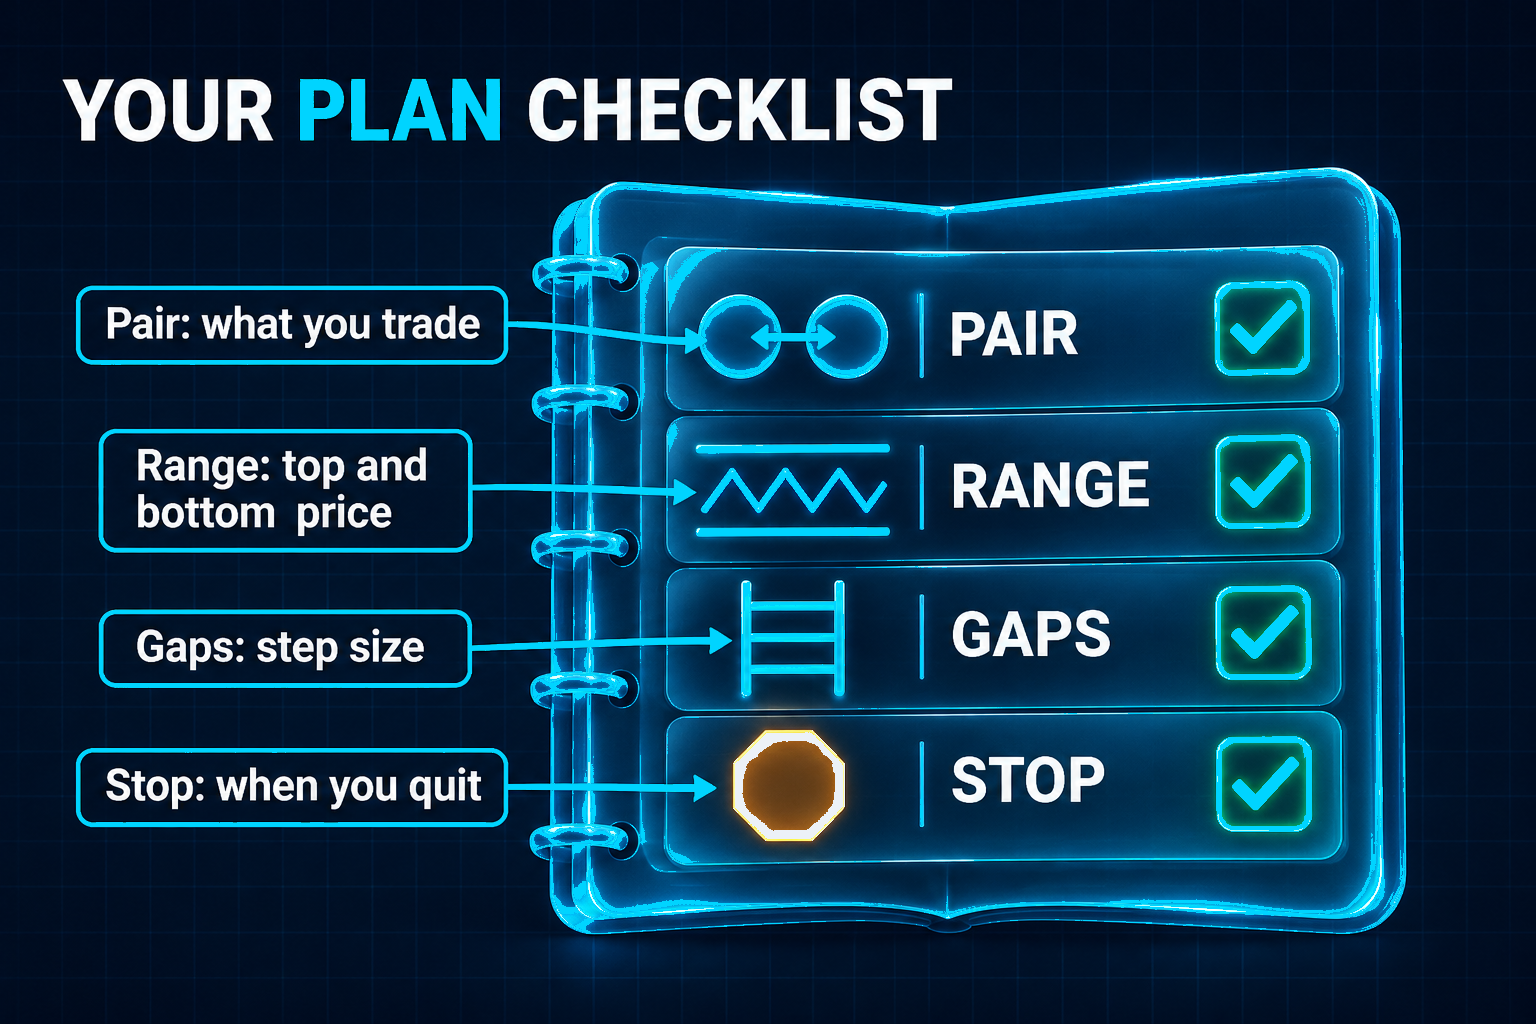 YOUR PLAN CHECKLIST
Pair: what you trade
PAIR
Range: top and
bottom price
RANGE
Gaps: step size
GAPS
Stop: when you quit
STOP